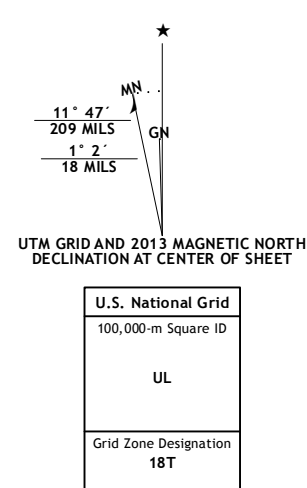 MN
GN
11° 47´
209 MILS
1° 2´
18 MILS
UTM GRID AND 2013 MAGNETIC NORTH
DECLINATION AT CENTER OF SHEET
U.S. National Grid
100,000-m Square ID
UL
Grid Zone Designation
18T